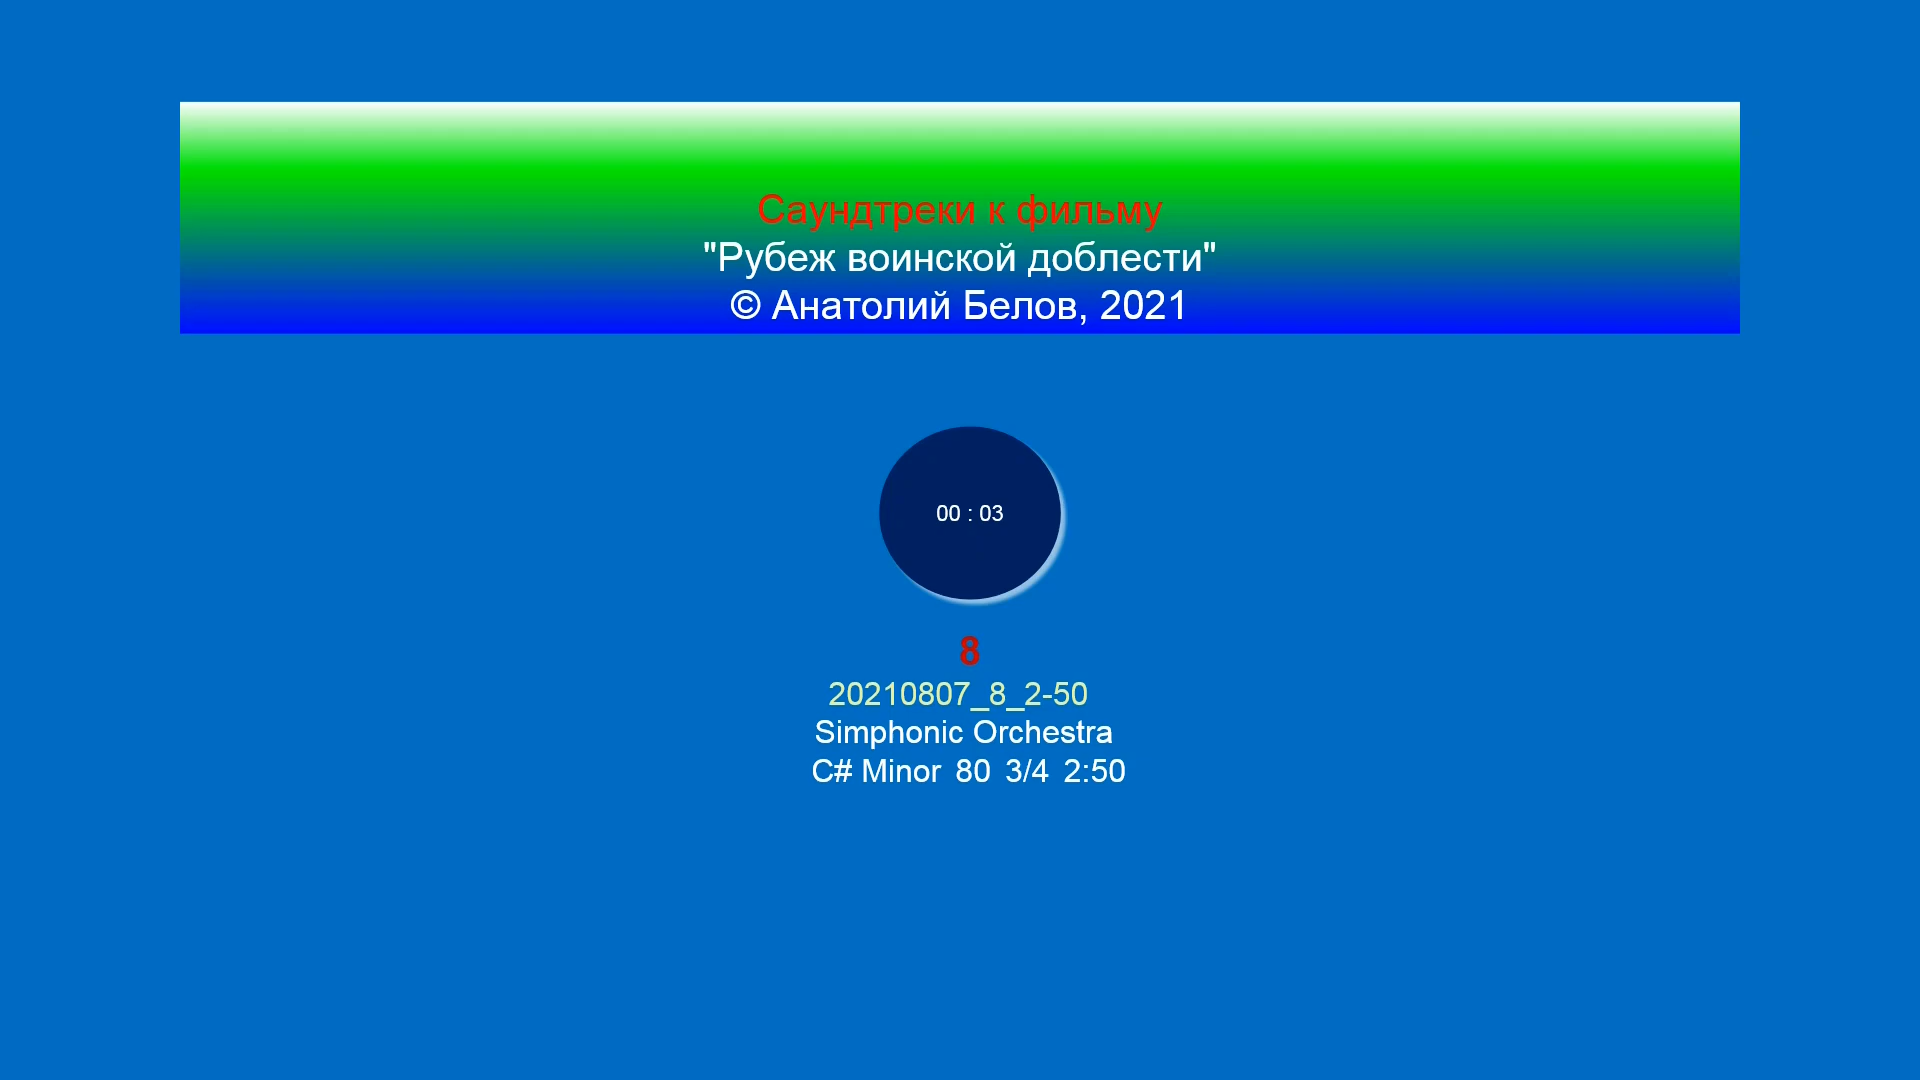 Саундтреки к фильму
"Рубеж воинской доблести"
© Анатолий Белов, 2021
00 : 03
8
20210807_8_2-50
Simphonic Orchestra
C# Minor 80 3/4 2:50